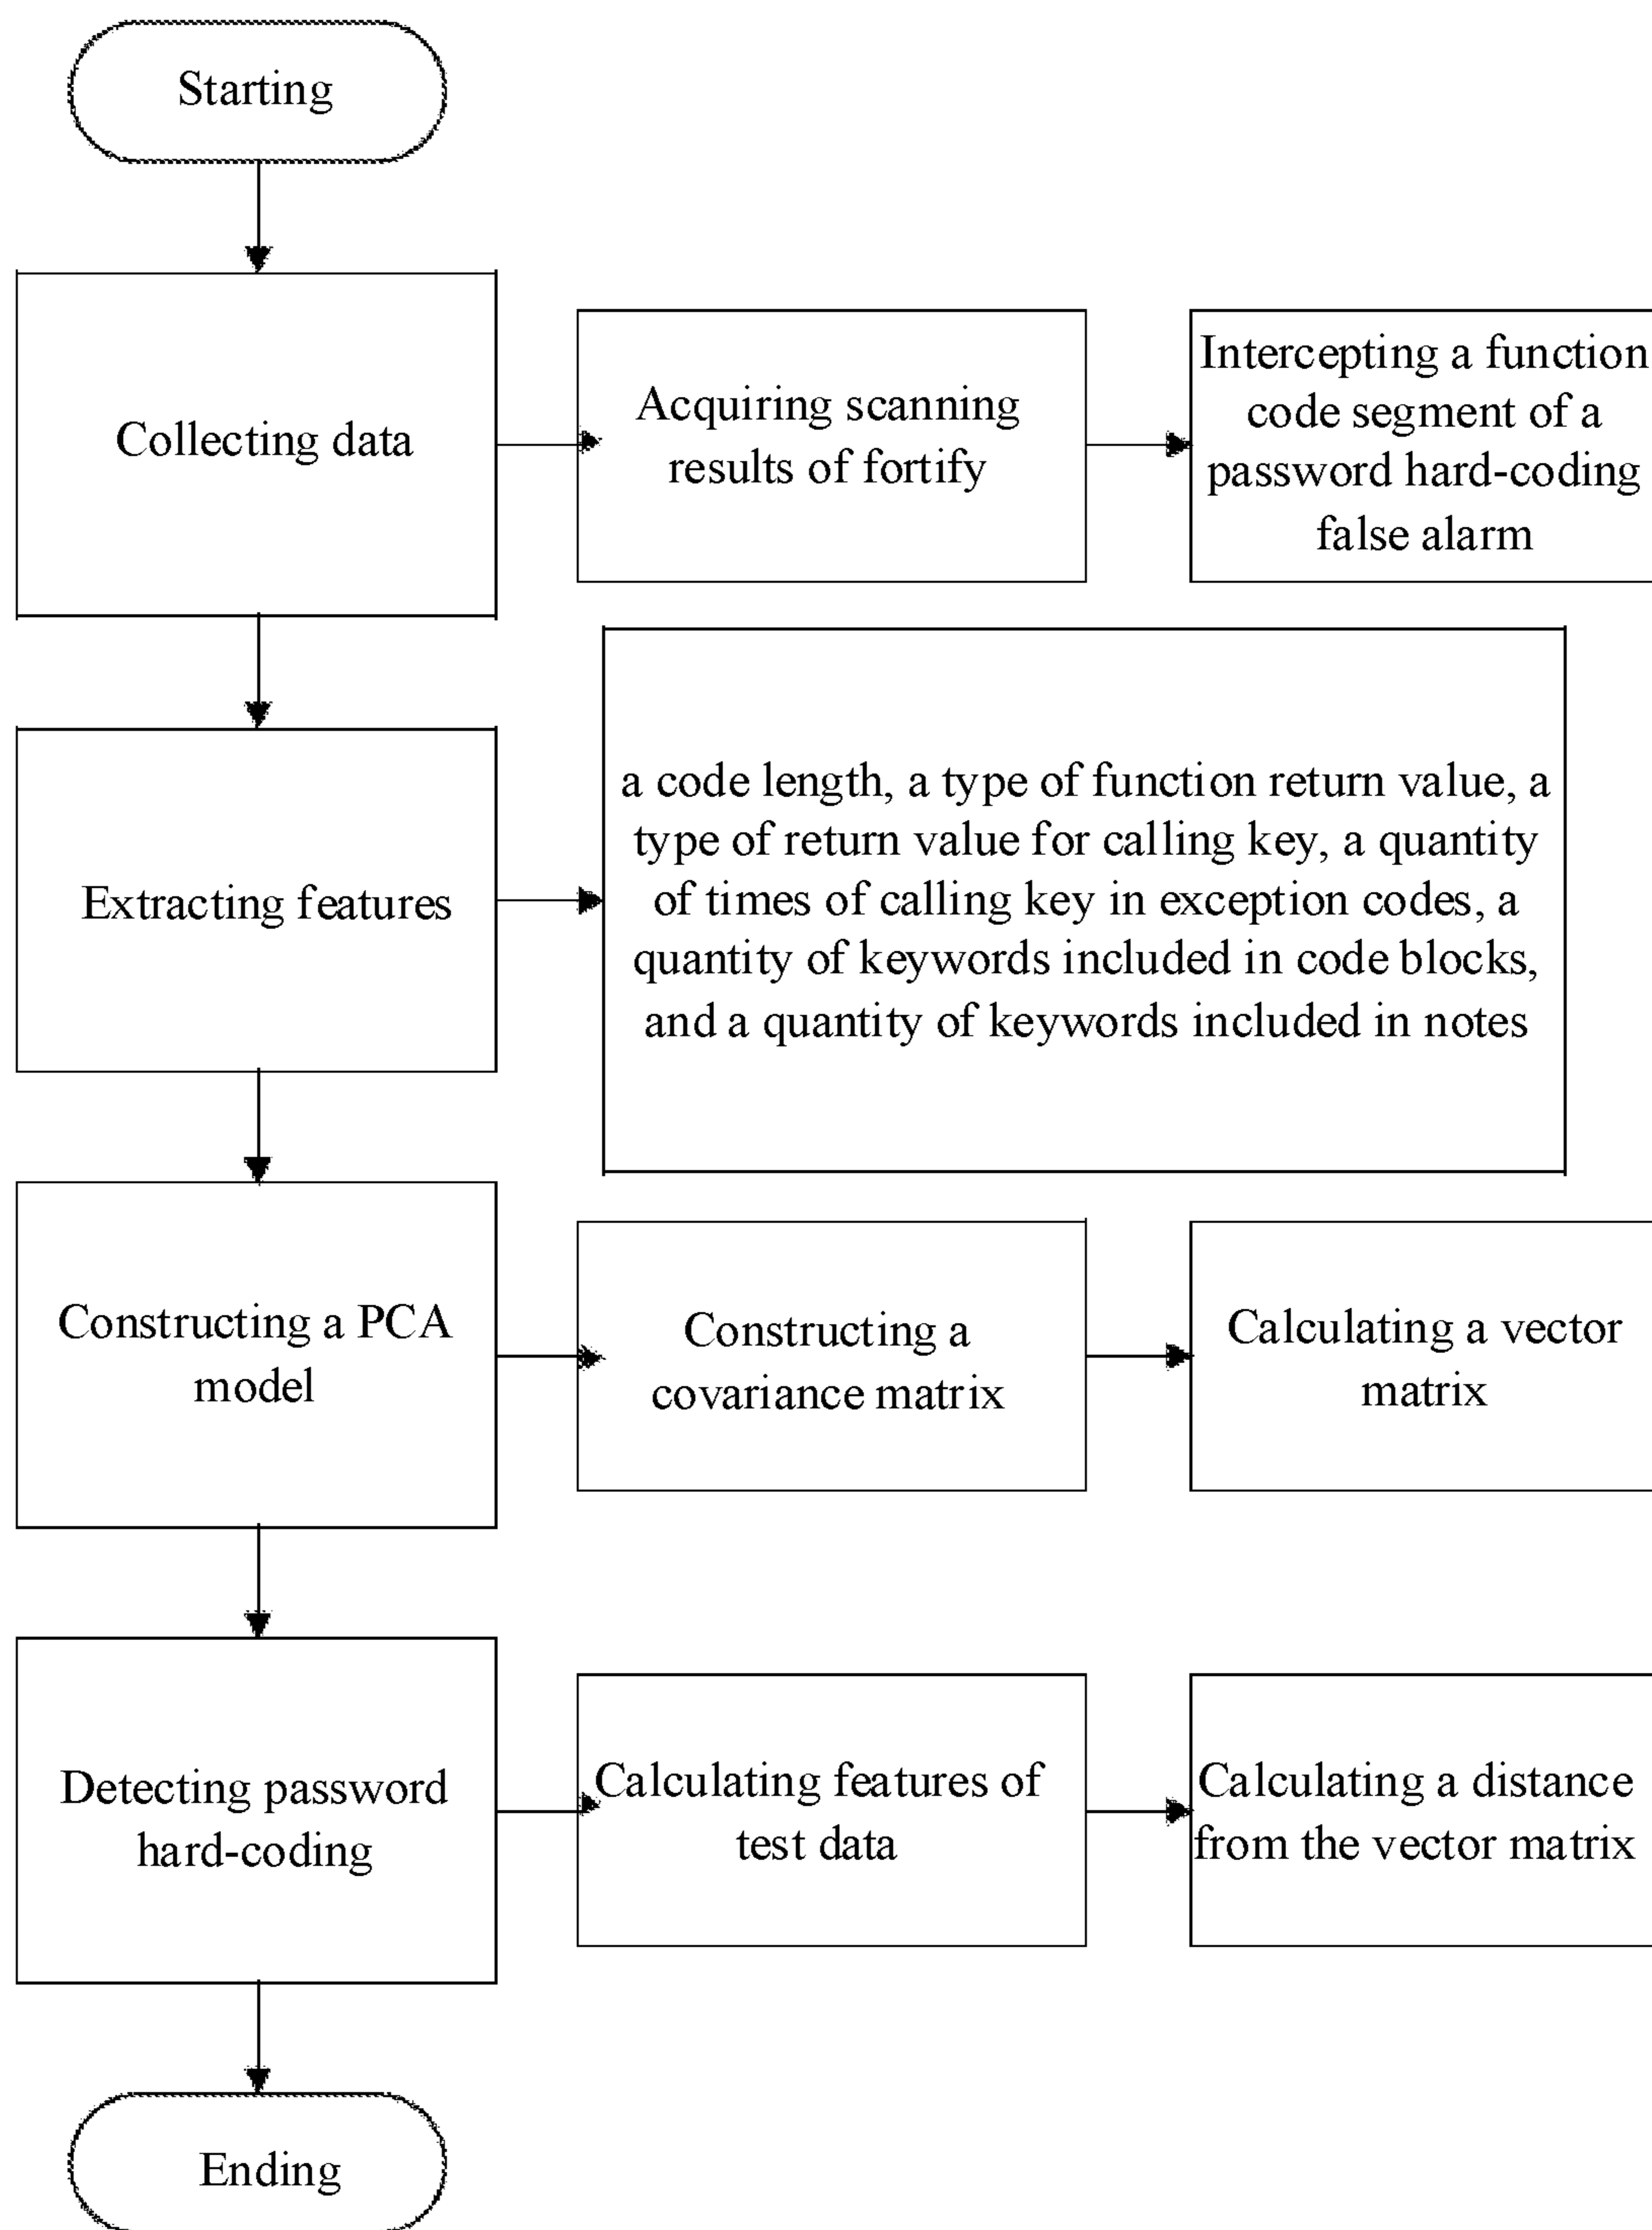 Starting
Collecting data
Acquiring scanning
results of fortify
Intercepting a function
code segment of a
password hard-coding
false alarm
Extracting features
a code length, a type of function return value, a
type of return value for calling key, a quantity
of times of calling key in exception codes, a
quantity of keywords included in code blocks,
and a quantity of keywords included in notes
Constructing a PCA
model
Constructing a
covariance matrix
Calculating a vector
matrix
Detecting password
hard-coding
Calculating features of
test data
Calculating a distance
from the vector matrix
Ending